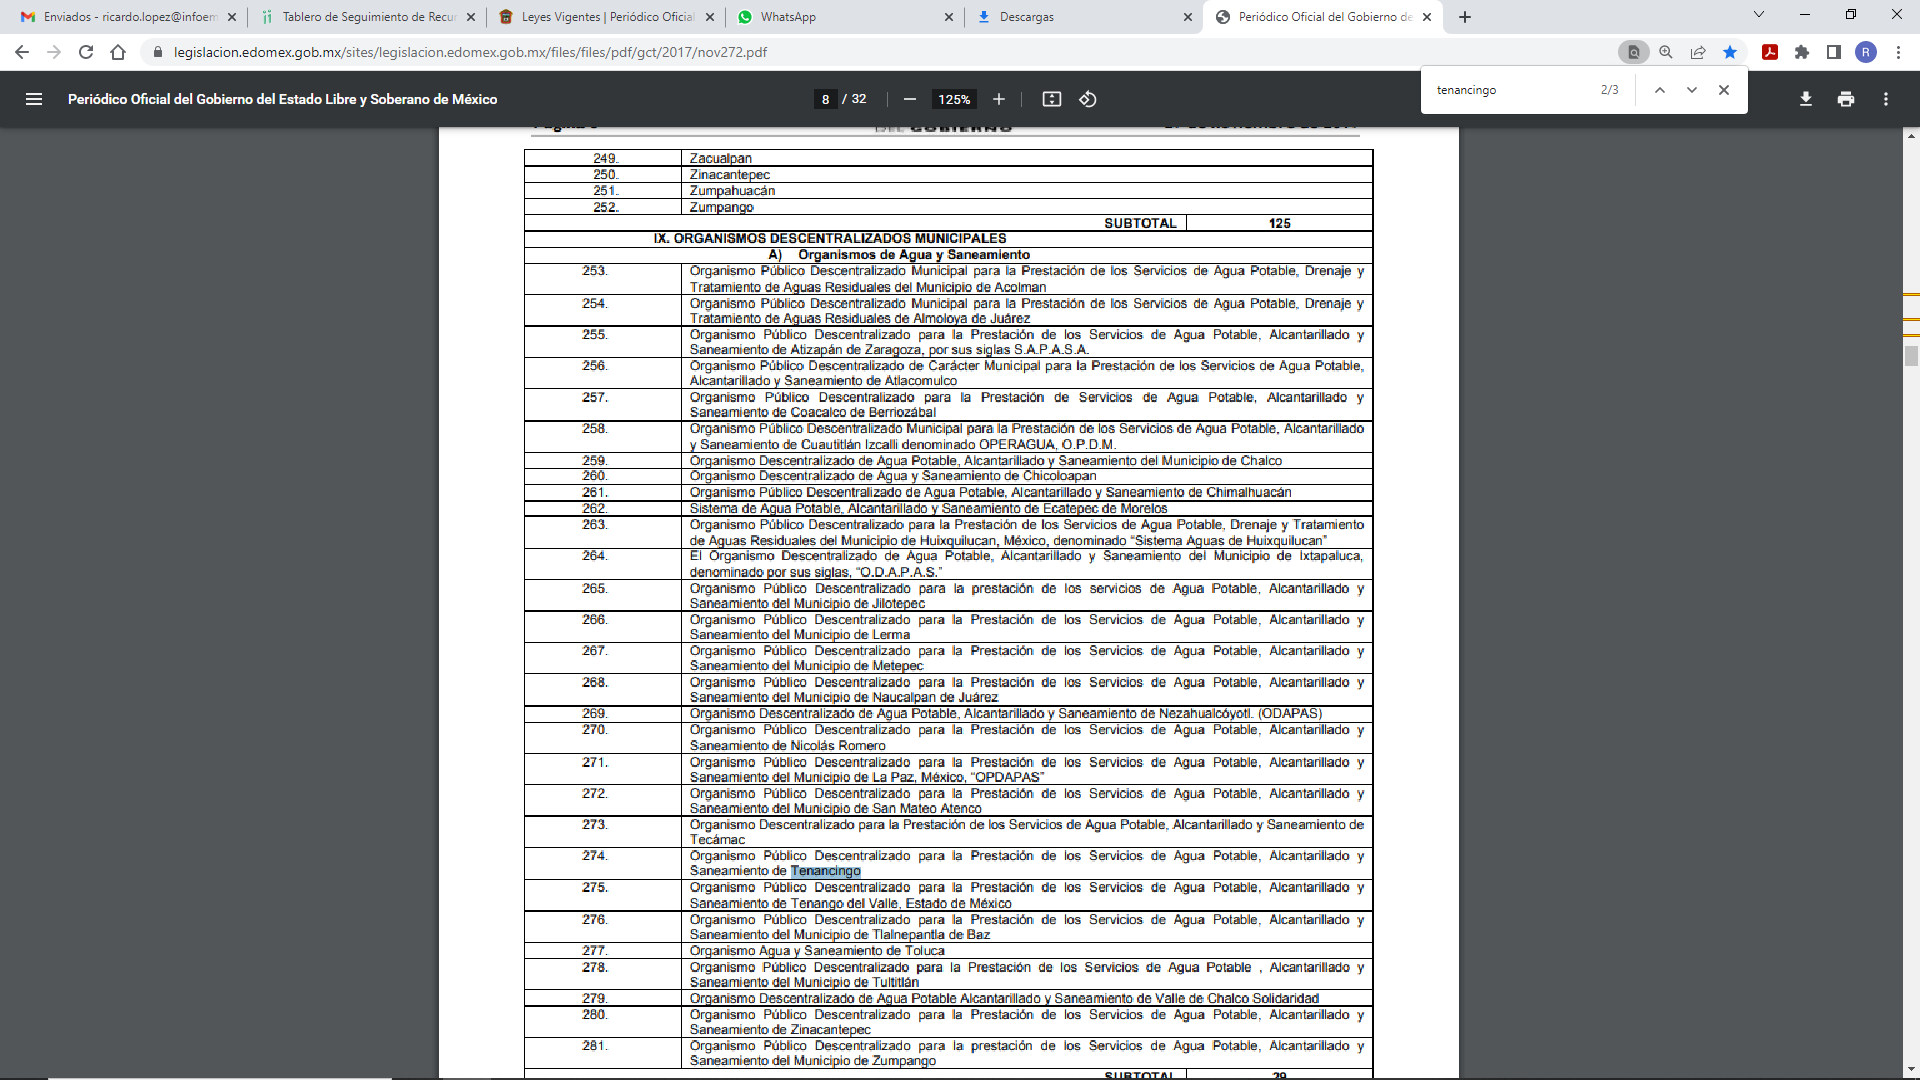 Enviados - ricardo.lopez@infoem
Tablero de Seguimiento de Recur
Leyes Vigentes | Periódico Oficial
WhatsApp
Descargas
Periódico Oficial del Gobierno de
legislacion.edomex.gob.mx/sites/legislacion.edomex.gob.mx/files/files/pdf/gct/2017/nov272.pdf
R
Periódico Oficial del Gobierno del Estado Libre y Soberano de México
8 / 32
125%
tenancingo 2/3
249. Zacualpan
250. Zinacantepec
251. Zumpahuacán
252. Zumpango
SUBTOTAL 125
IX. ORGANISMOS DESCENTRALIZADOS MUNICIPALES
A) Organismos de Agua y Saneamiento
253. Organismo Público Descentralizado Municipal para la Prestación de los Servicios de Agua Potable, Drenaje y
Tratamiento de Aguas Residuales del Municipio de Acolman
254. Organismo Público Descentralizado Municipal para la Prestación de los Servicios de Agua Potable, Drenaje y
Tratamiento de Aguas Residuales de Almoloya de Juárez
255. Organismo Público Descentralizado para la Prestación de los Servicios de Agua Potable, Alcantarillado y
Saneamiento de Atizapán de Zaragoza, por sus siglas S.A.P.A.S.A.
256. Organismo Público Descentralizado de Carácter Municipal para la Prestación de los Servicios de Agua Potable,
Alcantarillado y Saneamiento de Atlacomulco
257. Organismo Público Descentralizado para la Prestación de Servicios de Agua Potable, Alcantarillado y
Saneamiento de Coacalco de Berriozábal
258. Organismo Público Descentralizado Municipal para la Prestación de los Servicios de Agua Potable, Alcantarillado
y Saneamiento de Cuautitlán Izcalli denominado OPERAGUA, O.P.D.M.
259. Organismo Descentralizado de Agua Potable, Alcantarillado y Saneamiento del Municipio de Chalco
260. Organismo Descentralizado de Agua y Saneamiento de Chicoloapan
261. Organismo Público Descentralizado de Agua Potable, Alcantarillado y Saneamiento de Chimalhuacán
262. Sistema de Agua Potable, Alcantarillado y Saneamiento de Ecatepec de Morelos
263. Organismo Público Descentralizado para la Prestación de los Servicios de Agua Potable, Drenaje y Tratamiento
de Aguas Residuales del Municipio de Huixquilucan, México, denominado "Sistema Aguas de Huixquilucan"
264. El Organismo Descentralizado de Agua Potable, Alcantarillado y Saneamiento del Municipio de Ixtapaluca,
denominado por sus siglas, "O.D.A.P.A.S."
265. Organismo Público Descentralizado para la prestación de los servicios de Agua Potable, Alcantarillado y
Saneamiento del Municipio de Jilotepec
266. Organismo Público Descentralizado para la Prestación de los Servicios de Agua Potable, Alcantarillado y
Saneamiento del Municipio de Lerma
267. Organismo Público Descentralizado para la Prestación de los Servicios de Agua Potable, Alcantarillado y
Saneamiento del Municipio de Metepec
268. Organismo Público Descentralizado para la Prestación de los Servicios de Agua Potable, Alcantarillado y
Saneamiento del Municipio de Naucalpan de Juárez
269. Organismo Descentralizado de Agua Potable, Alcantarillado y Saneamiento de Nezahualcóyotl. (ODAPAS)
270. Organismo Público Descentralizado para la Prestación de los Servicios de Agua Potable, Alcantarillado y
Saneamiento de Nicolás Romero
271. Organismo Público Descentralizado para la Prestación de los Servicios de Agua Potable, Alcantarillado y
Saneamiento del Municipio de La Paz, México, "OPDAPAS"
272. Organismo Público Descentralizado para la Prestación de los Servicios de Agua Potable, Alcantarillado y
Saneamiento del Municipio de San Mateo Atenco
273. Organismo Descentralizado para la Prestación de los Servicios de Agua Potable, Alcantarillado y Saneamiento de
Tecámac
274. Organismo Público Descentralizado para la Prestación de los Servicios de Agua Potable, Alcantarillado y
Saneamiento de Tenancingo
275. Organismo Público Descentralizado para la Prestación de los Servicios de Agua Potable, Alcantarillado y
Saneamiento de Tenango del Valle, Estado de México
276. Organismo Público Descentralizado para la Prestación de los Servicios de Agua Potable, Alcantarillado y
Saneamiento del Municipio de Tlalnepantla de Baz
277. Organismo Agua y Saneamiento de Toluca
278. Organismo Público Descentralizado para la Prestación de los Servicios de Agua Potable , Alcantarillado y
Saneamiento del Municipio de Tultitlán
279. Organismo Descentralizado de Agua Potable Alcantarillado y Saneamiento de Valle de Chalco Solidaridad
280. Organismo Público Descentralizado para la Prestación de los Servicios de Agua Potable, Alcantarillado y
Saneamiento de Zinacantepec
281. Organismo Público Descentralizado para la prestación de los Servicios de Agua Potable, Alcantarillado y
Saneamiento del Municipio de Zumpango
SUBTOTAL 29